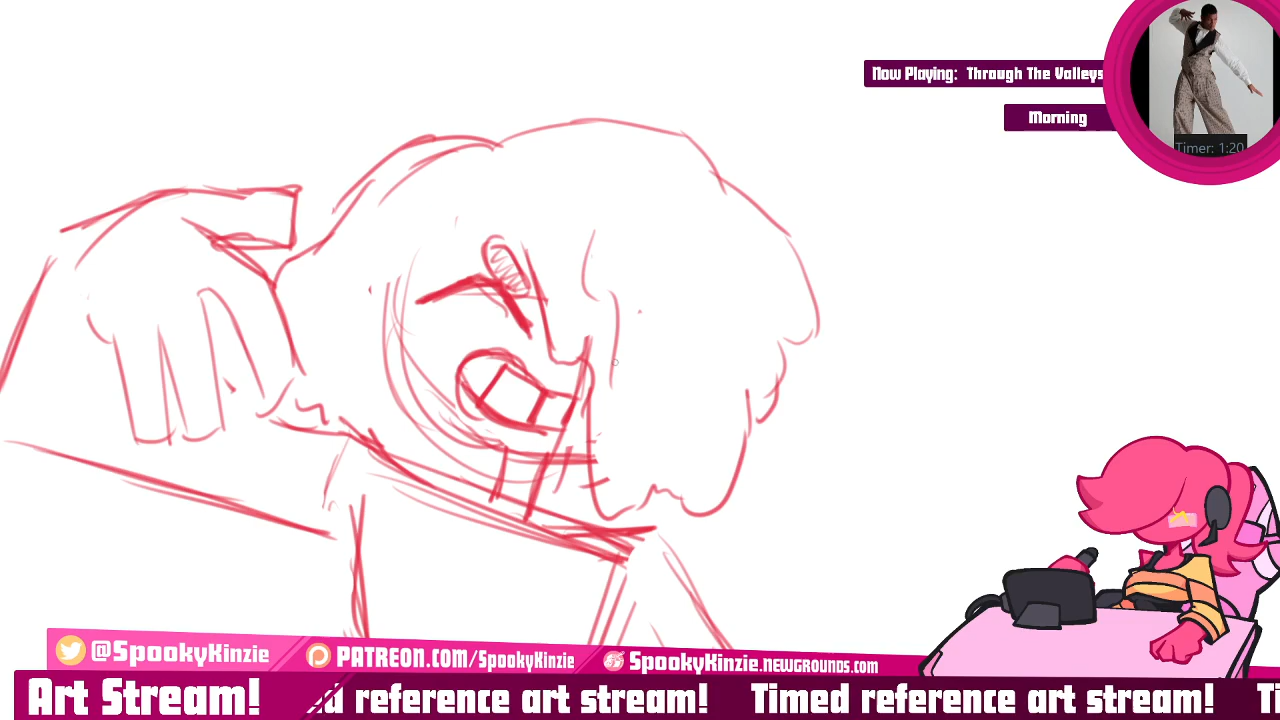 Now Playing: Through The Valleys
Morning
Timer: 1:20
@SpookyKinzie
PATREON.COM/SpookyKinzie
SpookyKinzie.NEWGROUNDS.COM
Art Stream!
reference art stream! Timed reference art stream!